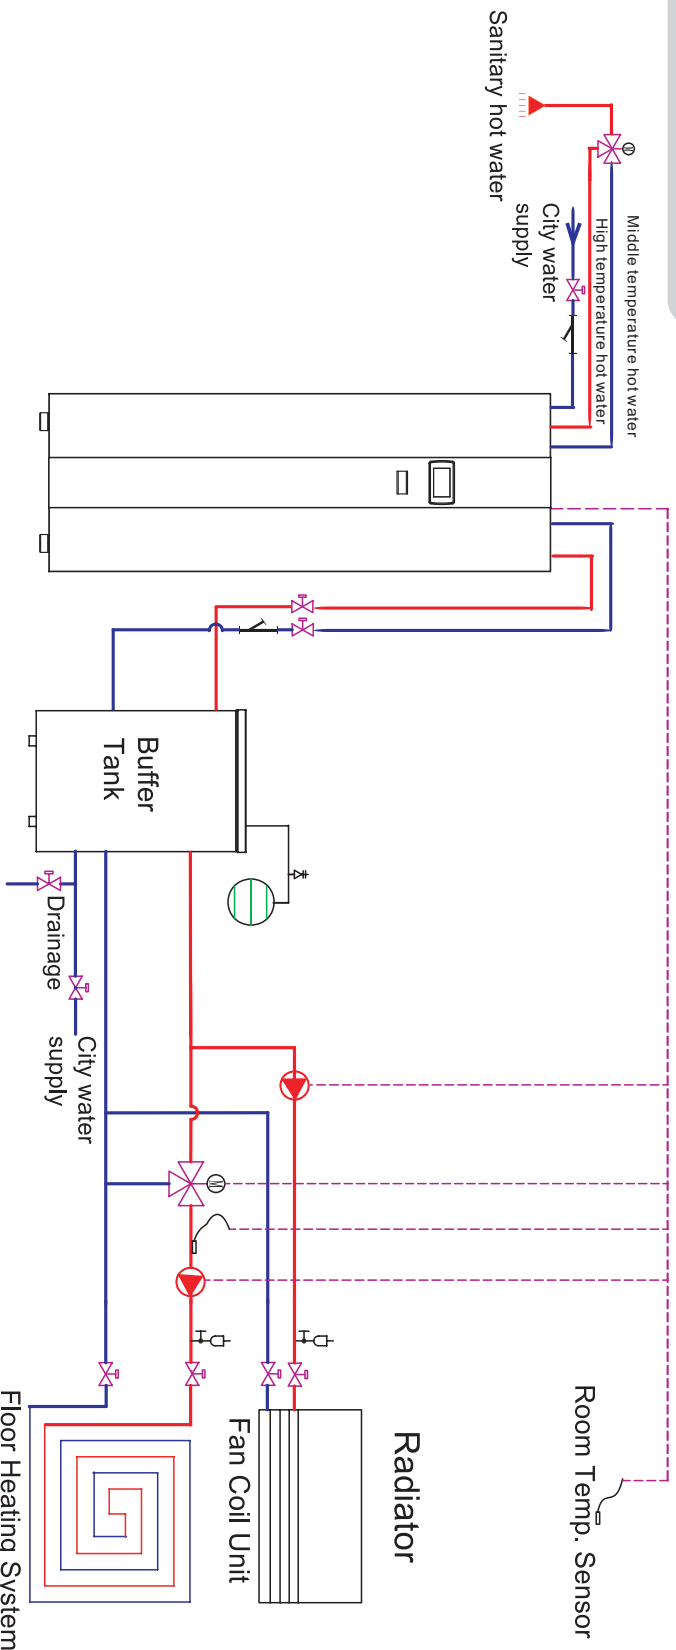 Sanitary hot water
City water
supply
High temperature hot water
Middle temperature hot water
Buffer
Tank
Drainage
City water
supply
Room Temp. Sensor
Radiator
Fan Coil Unit
Floor Heating System